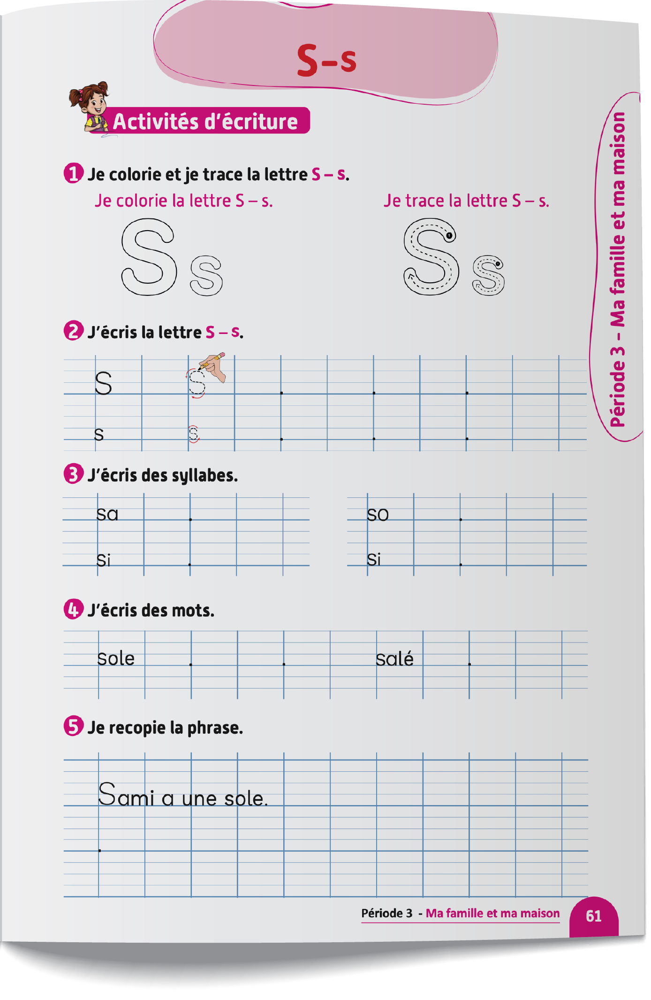 S-s
Activités d'écriture
1 Je colorie et je trace la lettre S – s.
Je colorie la lettre S – s.
Je trace la lettre S – s.
S s
S s
2 J'écris la lettre S – s.
S S
s s
3 J'écris des syllabes.
sa
so
si
si
4 J'écris des mots.
sole
salé
5 Je recopie la phrase.
Sami a une sole.
Période 3 - Ma famille et ma maison
61
Période 3 – Ma famille et ma maison